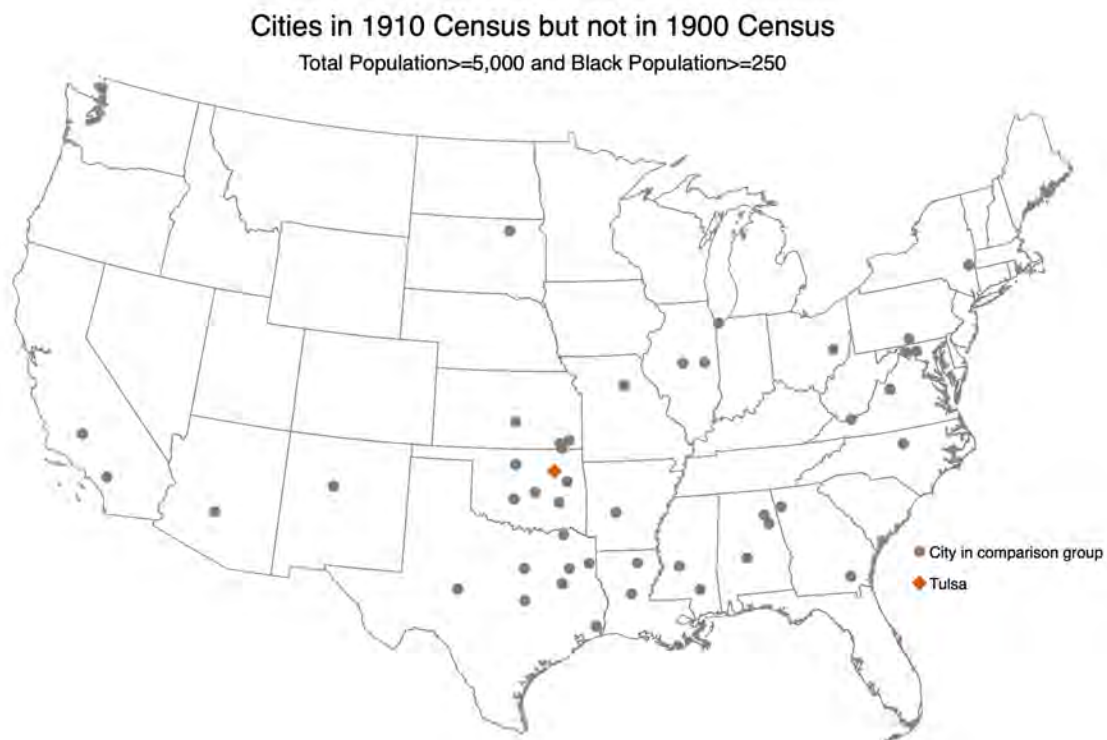 Cities in 1910 Census but not in 1900 Census
Total Population>=5,000 and Black Population>=250
City in comparison group
Tulsa